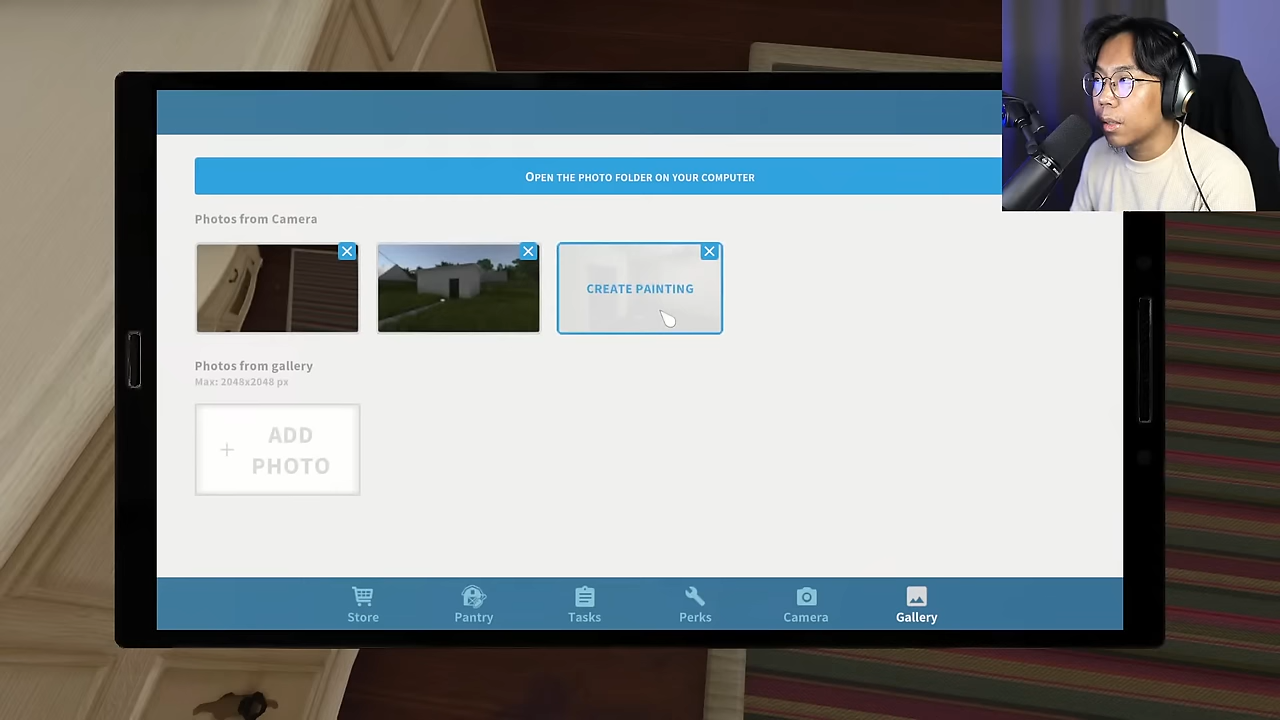 OPEN THE PHOTO FOLDER ON YOUR COMPUTER
Photos from Camera
CREATE PAINTING
Photos from gallery
Max: 2048x2048 px
+ ADD
PHOTO
Store
Pantry
Tasks
Perks
Camera
Gallery